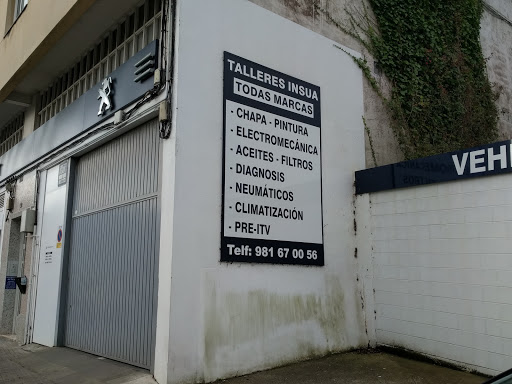 TALLERES INSUA
TODAS MARCAS
- CHAPA - PINTURA
- ELECTROMECÁNICA
- ACEITES - FILTROS
- DIAGNOSIS
- NEUMÁTICOS
- CLIMATIZACIÓN
- PRE-ITV
Telf: 981 67 00 56
VEHI